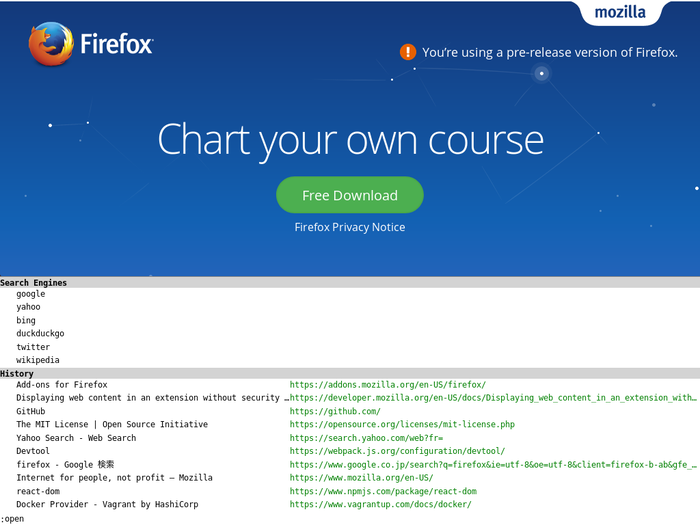 mozilla
Firefox
! You're using a pre-release version of Firefox.
Chart your own course
Free Download
Firefox Privacy Notice
Search Engines
google
yahoo
bing
duckduckgo
twitter
wikipedia
History
Add-ons for Firefox https://addons.mozilla.org/en-US/firefox/
Displaying web content in an extension without security …https://developer.mozilla.org/en-US/docs/Displaying_web_content_in_an_extension_with…
GitHub https://github.com/
The MIT License | Open Source Initiative https://opensource.org/licenses/mit-license.php
Yahoo Search - Web Search https://search.yahoo.com/web?fr=
Devtool https://webpack.js.org/configuration/devtool/
firefox - Google 検索 https://www.google.co.jp/search?q=firefox&ie=utf-8&oe=utf-8&client=firefox-b-ab&gfe_…
Internet for people, not profit — Mozilla https://www.mozilla.org/en-US/
react-dom https://www.npmjs.com/package/react-dom
Docker Provider - Vagrant by HashiCorp https://www.vagrantup.com/docs/docker/
:open